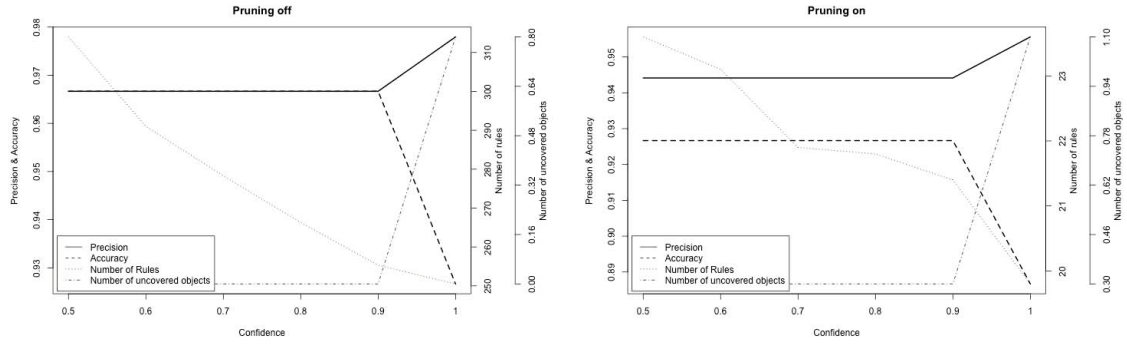 Pruning off
Precision & Accuracy
0.93 0.94 0.95 0.96 0.97 0.98
0.5 0.6 0.7 0.8 0.9 1
Confidence
250 260 270 280 290 300 310
Number of rules
0.00 0.16 0.32 0.48 0.64 0.80
Number of uncovered objects
Precision
Accuracy
Number of Rules
Number of uncovered objects
Pruning on
Precision & Accuracy
0.89 0.90 0.91 0.92 0.93 0.94 0.95
0.5 0.6 0.7 0.8 0.9 1
Confidence
20 21 22 23
Number of rules
0.30 0.46 0.62 0.78 0.94 1.10
Number of uncovered objects
Precision
Accuracy
Number of Rules
Number of uncovered objects